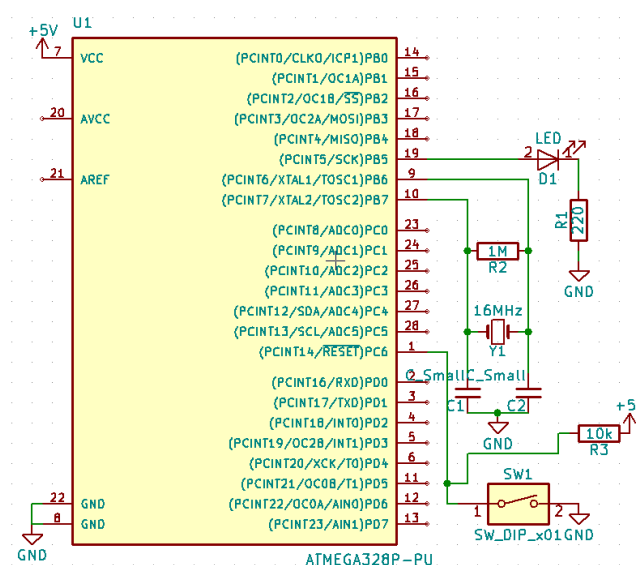 U1
+5V
7 VCC
20 AVCC
21 AREF
22 GND
8 GND
GND
(PCINT0/CLKO/ICP1)PB0 14
(PCINT1/OC1A)PB1 15
(PCINT2/OC1B/SS)PB2 16
(PCINT3/OC2A/MOSI)PB3 17
(PCINT4/MISO)PB4 18
(PCINT5/SCK)PB5 19
(PCINT6/XTAL1/TOSC1)PB6 9
(PCINT7/XTAL2/TOSC2)PB7 10
(PCINT8/ADC0)PC0 23
(PCINT9/ADC1)PC1 24
(PCINT10/ADC2)PC2 25
(PCINT11/ADC3)PC3 26
(PCINT12/SDA/ADC4)PC4 27
(PCINT13/SCL/ADC5)PC5 28
(PCINT14/RESET)PC6 1
(PCINT16/RXD)PD0 2
(PCINT17/TXD)PD1 3
(PCINT18/INT0)PD2 4
(PCINT19/OC2B/INT1)PD3 5
(PCINT20/XCK/T0)PD4 6
(PCINT21/OC0B/T1)PD5 11
(PCINT22/OC0A/AIN0)PD6 12
(PCINT23/AIN1)PD7 13
ATMEGA328P-PU
LED
2 1
D1
R1
220
GND
1M
R2
16MHz
Y1
C_Small C_Small
C1 C2
GND
+5
10k
R3
SW1
1 2
SW_DIP_x01 GND